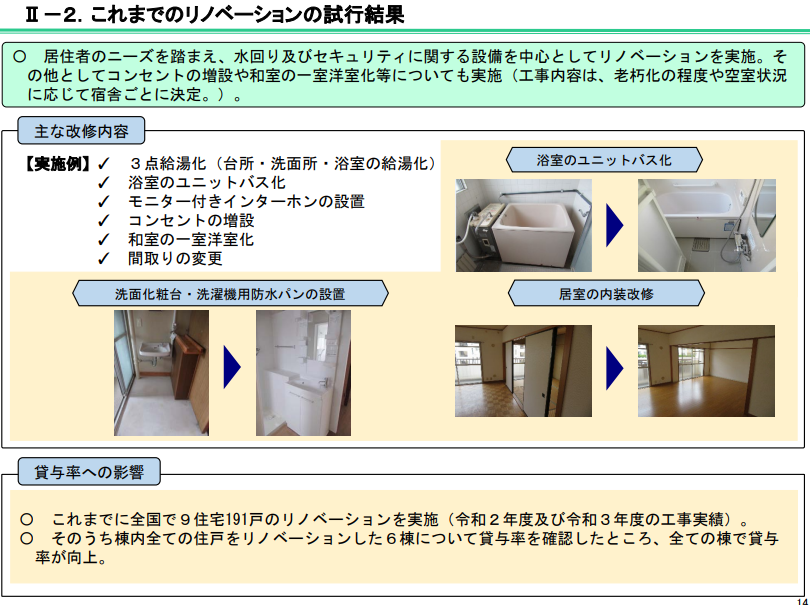 Ⅱ－２．これまでのリノベーションの試行結果
○　居住者のニーズを踏まえ、水回り及びセキュリティに関する設備を中心としてリノベーションを実施。そ
の他としてコンセントの増設や和室の一室洋室化等についても実施（工事内容は、老朽化の程度や空室状況
に応じて宿舎ごとに決定。）。
主な改修内容
【実施例】✓　３点給湯化（台所・洗面所・浴室の給湯化）
✓　浴室のユニットバス化
✓　モニター付きインターホンの設置
✓　コンセントの増設
✓　和室の一室洋室化
✓　間取りの変更
浴室のユニットバス化
洗面化粧台・洗濯機用防水パンの設置
居室の内装改修
貸与率への影響
○　これまでに全国で９住宅191戸のリノベーションを実施（令和２年度及び令和３年度の工事実績）。
○　そのうち棟内全ての住戸をリノベーションした６棟について貸与率を確認したところ、全ての棟で貸与
率が向上。
14